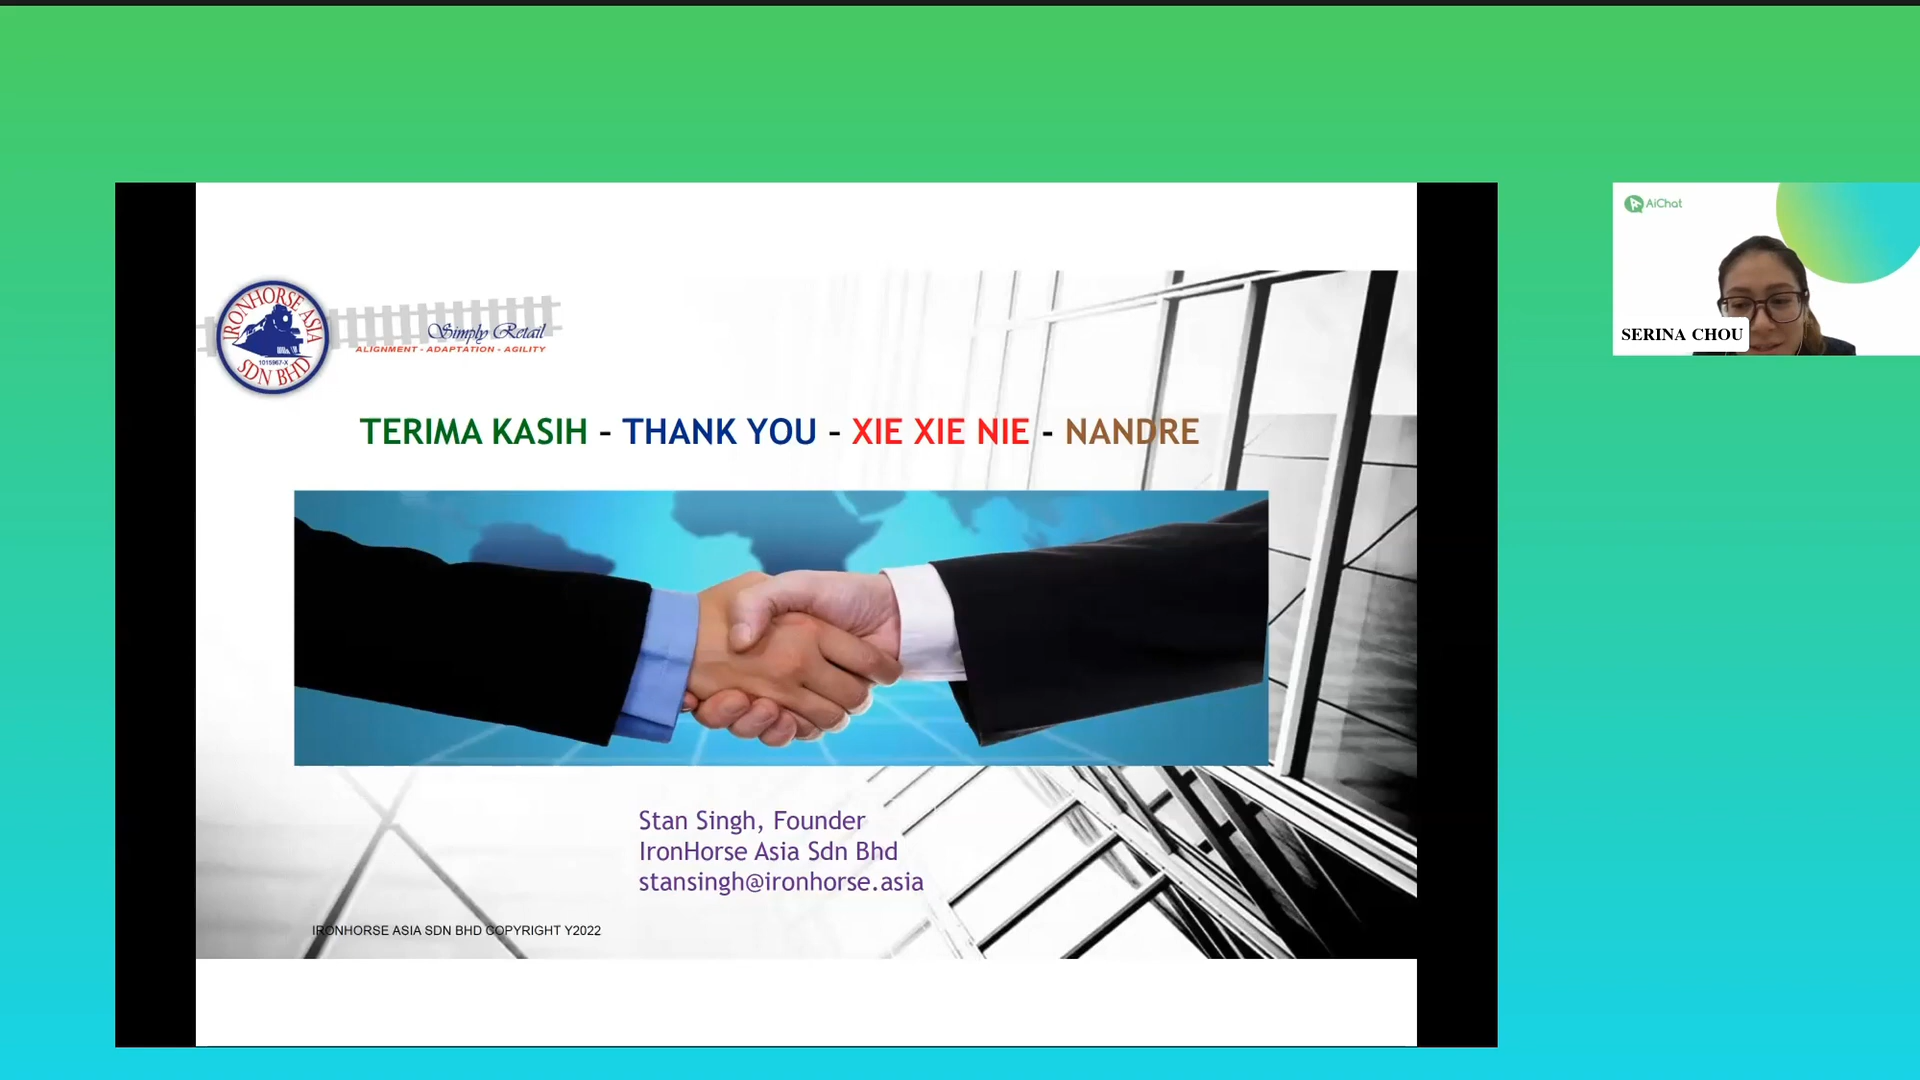 AiChat
IRONHORSE ASIA
1015967-X
SDN BHD
Simply Retail
ALIGNMENT - ADAPTATION - AGILITY
SERINA CHOU
TERIMA KASIH – THANK YOU – XIE XIE NIE - NANDRE
Stan Singh, Founder
IronHorse Asia Sdn Bhd
stansingh@ironhorse.asia
IRONHORSE ASIA SDN BHD COPYRIGHT Y2022